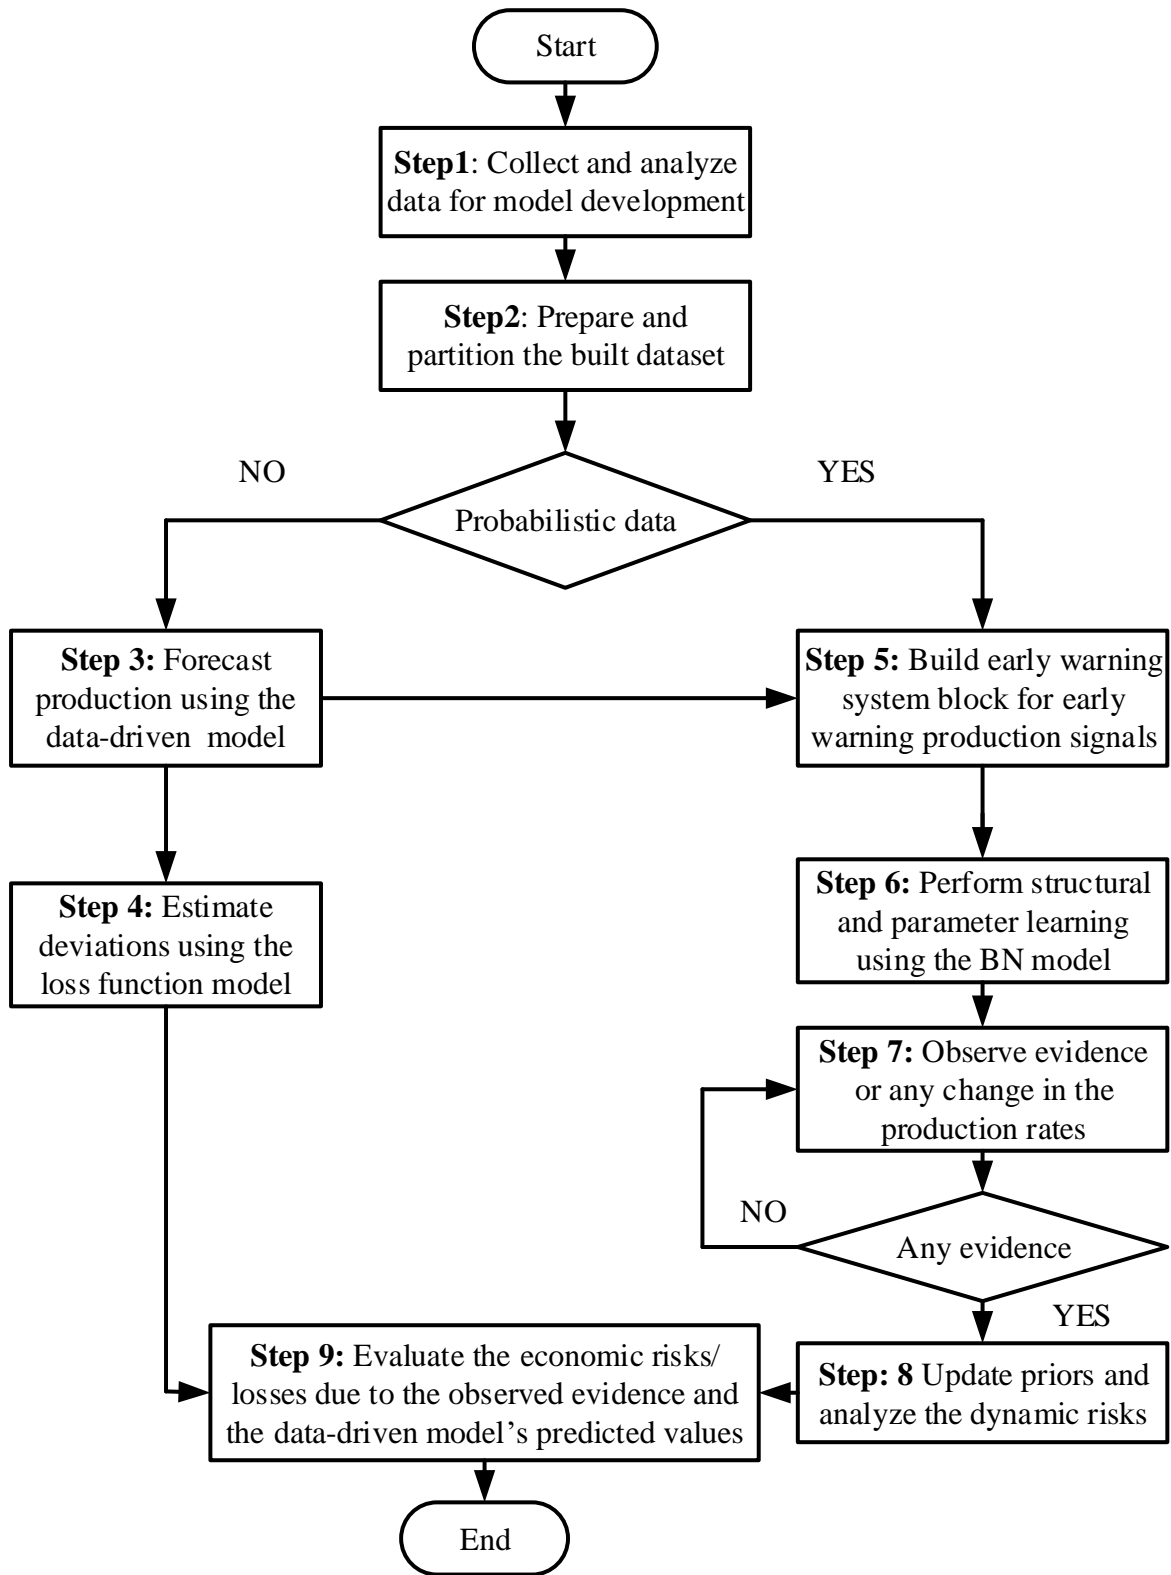 Start
Step1: Collect and analyze
data for model development
Step2: Prepare and
partition the built dataset
NO
YES
Probabilistic data
Step 3: Forecast
production using the
data-driven model
Step 5: Build early warning
system block for early
warning production signals
Step 4: Estimate
deviations using the
loss function model
Step 6: Perform structural
and parameter learning
using the BN model
Step 7: Observe evidence
or any change in the
production rates
NO
Any evidence
YES
Step 9: Evaluate the economic risks/
losses due to the observed evidence and
the data-driven model’s predicted values
Step: 8 Update priors and
analyze the dynamic risks
End